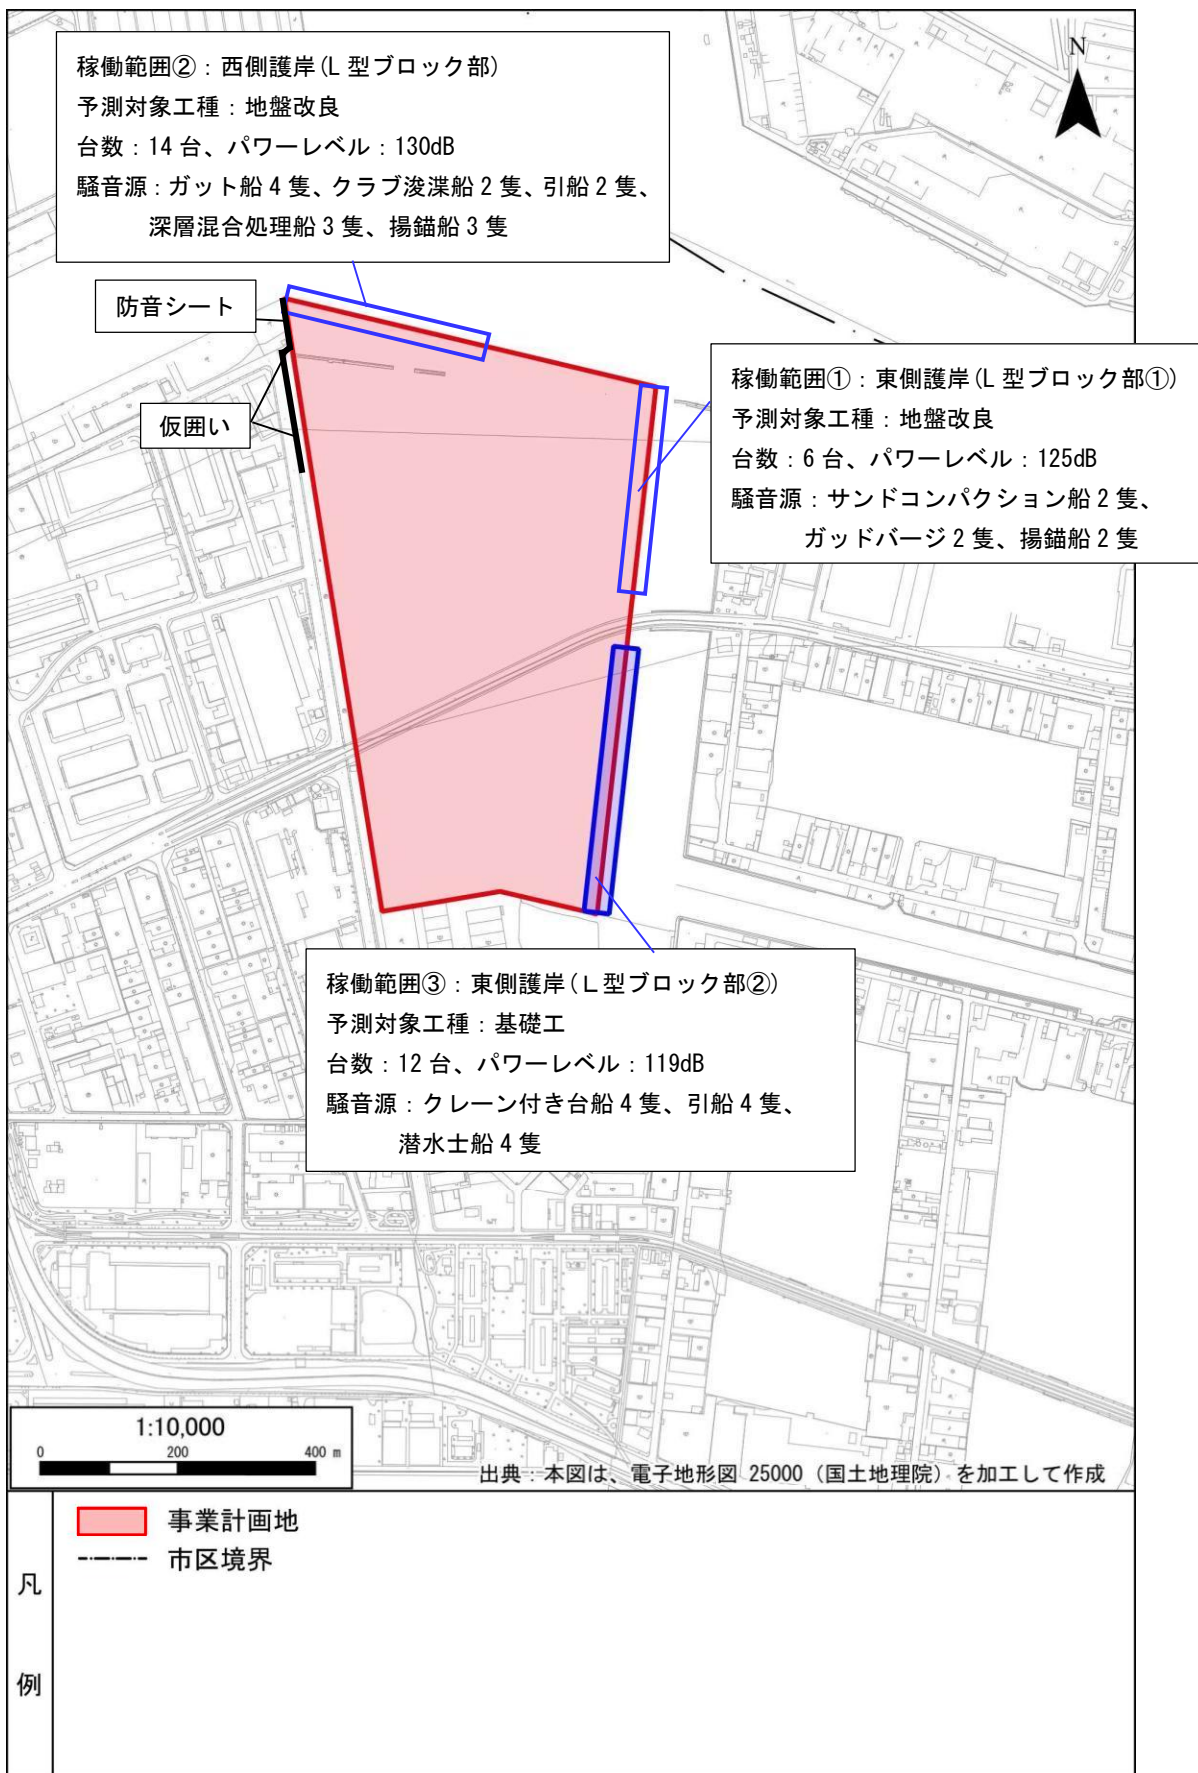 稼働範囲②：西側護岸(L 型ブロック部)
予測対象工種：地盤改良
台数：14 台、パワーレベル：130dB
騒音源：ガット船 4 隻、クラブ浚渫船 2 隻、引船 2 隻、
深層混合処理船 3 隻、揚錨船 3 隻
N
防音シート
仮囲い
稼働範囲①：東側護岸(L 型ブロック部①)
予測対象工種：地盤改良
台数：6 台、パワーレベル：125dB
騒音源：サンドコンパクション船 2 隻、
ガッドバージ 2 隻、揚錨船 2 隻
稼働範囲③：東側護岸(Ｌ型ブロック部②)
予測対象工種：基礎工
台数：12 台、パワーレベル：119dB
騒音源：クレーン付き台船 4 隻、引船 4 隻、
潜水士船 4 隻
1:10,000
0 200 400 m
出典：本図は、電子地形図 25000（国土地理院）を加工して作成
凡例
事業計画地
市区境界